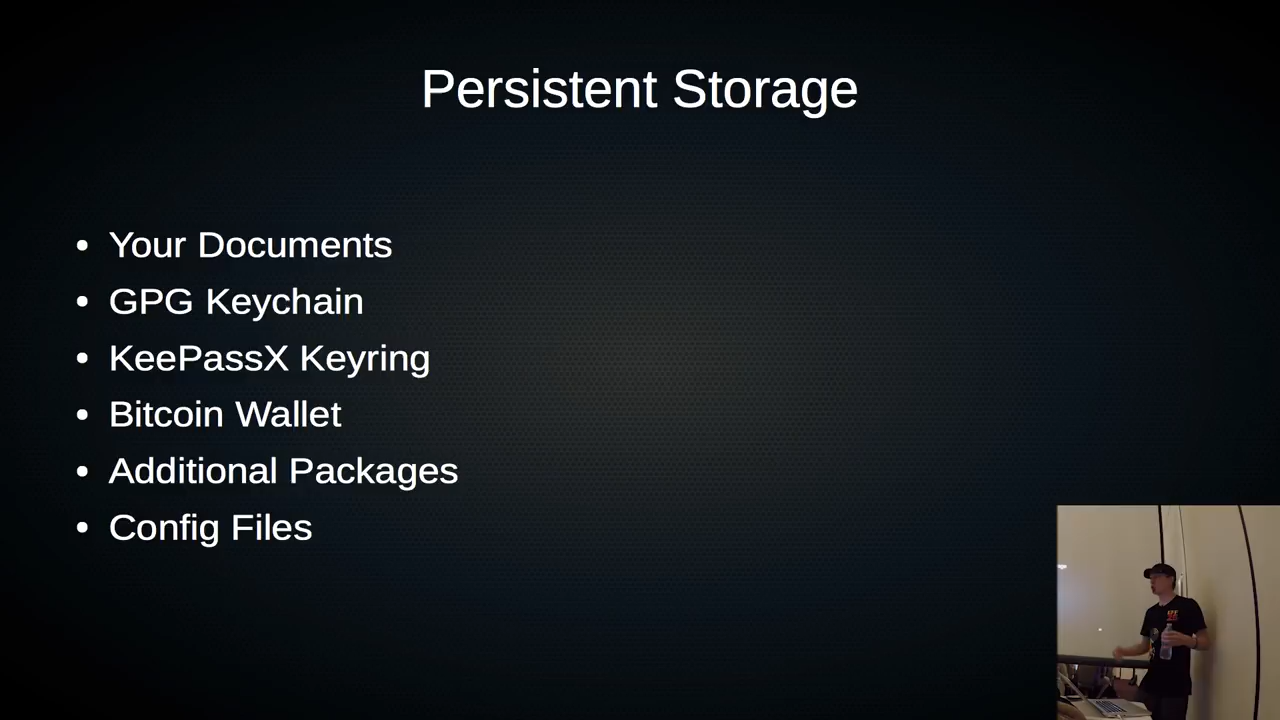 Persistent Storage
• Your Documents
• GPG Keychain
• KeePassX Keyring
• Bitcoin Wallet
• Additional Packages
• Config Files